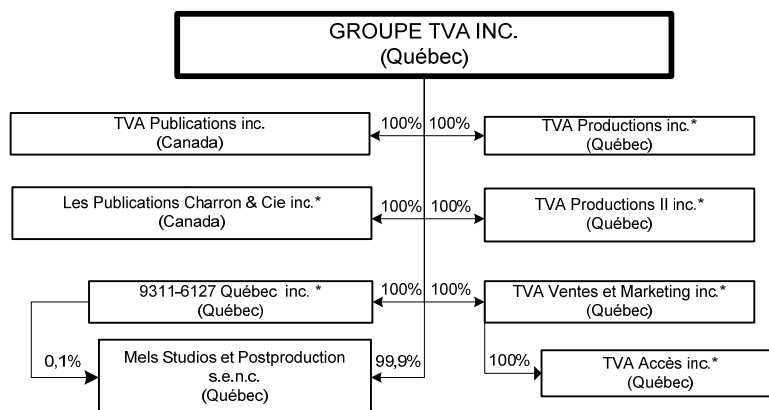 GROUPE TVA INC.
(Québec)
TVA Publications inc.
(Canada)
100%
100%
TVA Productions inc.*
(Québec)
Les Publications Charron & Cie inc.*
(Canada)
100%
100%
TVA Productions II inc.*
(Québec)
9311-6127 Québec inc. *
(Québec)
100%
100%
TVA Ventes et Marketing inc.*
(Québec)
0,1%
Mels Studios et Postproduction
s.e.n.c.
(Québec)
99,9%
100%
TVA Accès inc.*
(Québec)